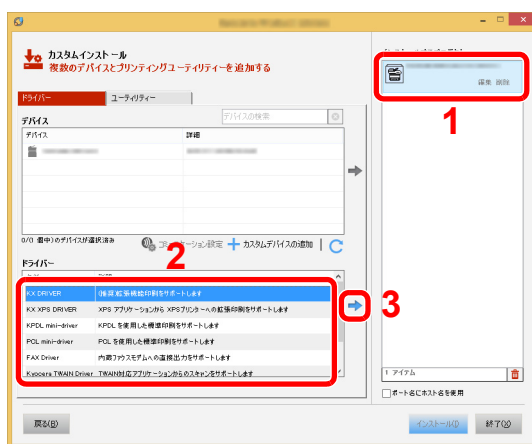 カスタムインストール
複数のデバイスとプリンティングユーティリティーを追加する
ドライバー
ユーティリティー
デバイス
デバイスの検索
デバイス 詳細
0/0 個中)のデバイスが選択済み
カスタムデバイスの追加
ドライバー
KX DRIVER (推奨)拡張機能印刷をサポートします
KX XPS DRIVER XPS アプリケーションから XPSプリンターへの拡張印刷をサポートします
KPDL mini-driver KPDL を使用した標準印刷をサポートします
PCL mini-driver PCL を使用した標準印刷をサポートします
FAX Driver 内蔵ファクスモデムへの直接出力をサポートします
Kyocera TWAIN Driver TWAIN対応アプリケーションからのスキャンをサポートします
2
3
編集 削除
1
1 アイテム
ポート名にホスト名を使用
戻る(B)
インストール(I)
終了(X)